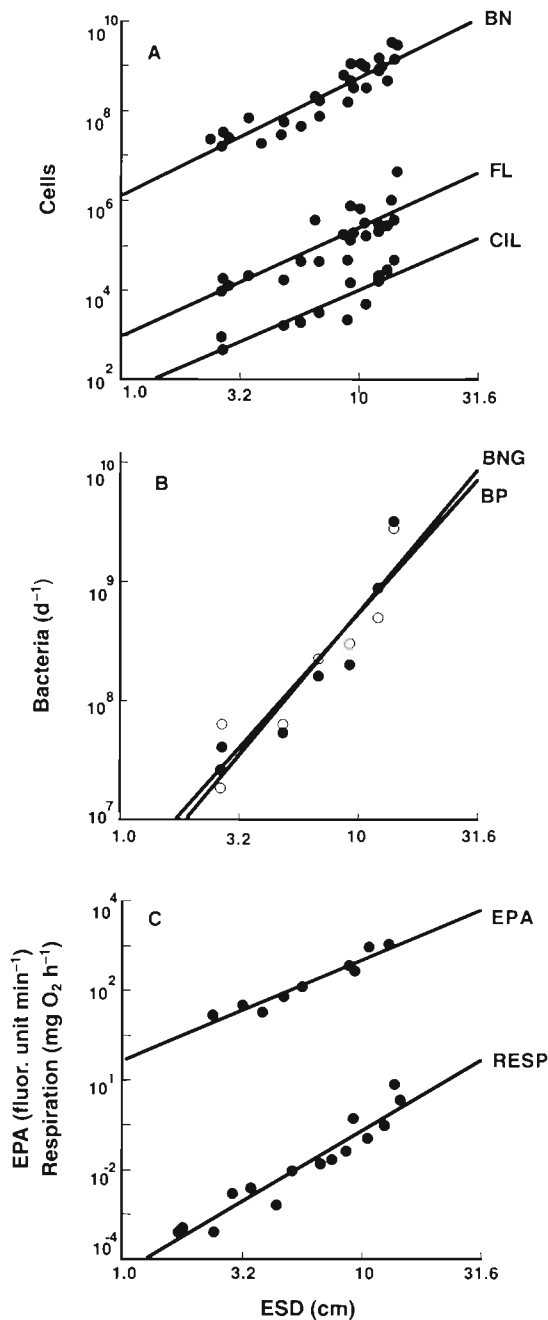 A
BN
FL
CIL
Cells
10^10
10^8
10^6
10^4
10^2
1.0 3.2 10 31.6
B
BNG
BP
Bacteria (d^-1)
10^10
10^9
10^8
10^7
1.0 3.2 10 31.6
C
EPA
RESP
EPA (fluor. unit min^-1)
Respiration (mg O_2 h^-1)
10^4
10^2
10^1
10^-2
10^-4
1.0 3.2 10 31.6
ESD (cm)